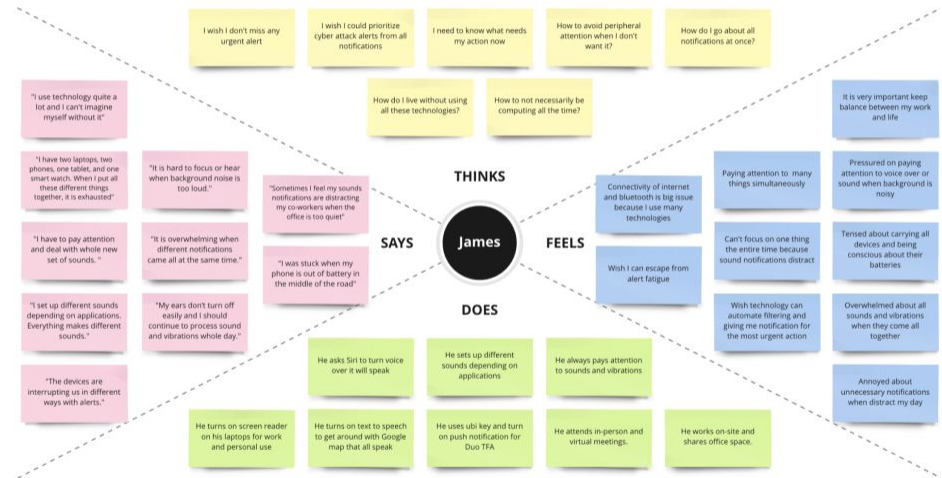 I wish I don't miss any
urgent alert
I wish I could prioritize
cyber attack alerts from all
notifications
I need to know what needs
my action now
How to avoid peripheral
attention when I don't
want it?
How do I go about all
notifications at once?
How do I live without using
all these technologies?
How to not necessarily be
computing all the time?
THINKS
"I use technology quite a
lot and I can't imagine
myself without it"
"I have two laptops, two
phones, one tablet, and one
smart watch. When I put all
these different things
together, it is exhausted"
"I have to pay attention
and deal with whole new
set of sounds. "
"I set up different sounds
depending on applications.
Everything makes different
sounds."
"The devices are
interrupting us in different
ways with alerts."
"It is hard to focus or hear
when background noise is
too loud."
"It is overwhelming when
different notifications
came all at the same time."
"My ears don't turn off
easily and I should
continue to process sound
and vibrations whole day."
"Sometimes I feel my sounds
notifications are distracting
my co-workers when the
office is too quiet"
"I was stuck when my
phone is out of battery in
the middle of the road"
SAYS
James
FEELS
Connectivity of internet
and bluetooth is big issue
because I use many
technologies
Wish I can escape from
alert fatigue
Paying attention to many
things simultaneously
Can't focus on one thing
the entire time because
sound notifications distract
Wish technology can
automate filtering and
giving me notification for
the most urgent action
It is very important keep
balance between my work
and life
Pressured on paying
attention to voice over or
sound when background is
noisy
Tensed about carrying all
devices and being
conscious about their
batteries
Overwhelmed about all
sounds and vibrations
when they come all
together
Annoyed about
unnecessary notifications
when distract my day
DOES
He asks Siri to turn voice
over it will speak
He sets up different
sounds depending on
applications
He always pays attention
to sounds and vibrations
He turns on screen reader
on his laptops for work
and personal use
He turns on text to speech
to get around with Google
map that all speak
He uses ubi key and turn
on push notification for
Duo TFA
He attends in-person and
virtual meetings.
He works on-site and
shares office space.